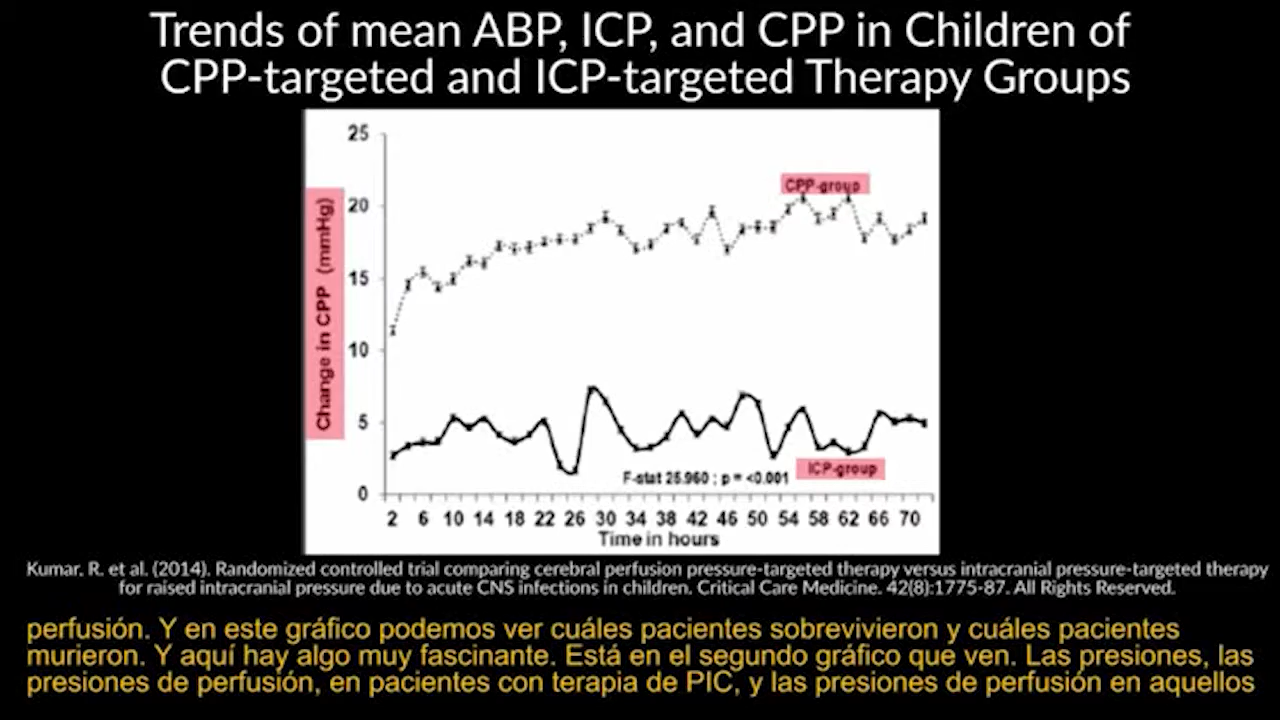 Trends of mean ABP, ICP, and CPP in Children of
CPP-targeted and ICP-targeted Therapy Groups
Change in CPP (mmHg)
25
20
15
10
5
0
CPP-group
ICP-group
F-stat 25.960 ; p = <0.001
2 6 10 14 18 22 26 30 34 38 42 46 50 54 58 62 66 70
Time in hours
Kumar, R. et al. (2014). Randomized controlled trial comparing cerebral perfusion pressure-targeted therapy versus intracranial pressure-targeted therapy
for raised intracranial pressure due to acute CNS infections in children. Critical Care Medicine. 42(8):1775-87. All Rights Reserved.
perfusión. Y en este gráfico podemos ver cuáles pacientes sobrevivieron y cuáles pacientes
murieron. Y aquí hay algo muy fascinante. Está en el segundo gráfico que ven. Las presiones, las
presiones de perfusión, en pacientes con terapia de PIC, y las presiones de perfusión en aquellos